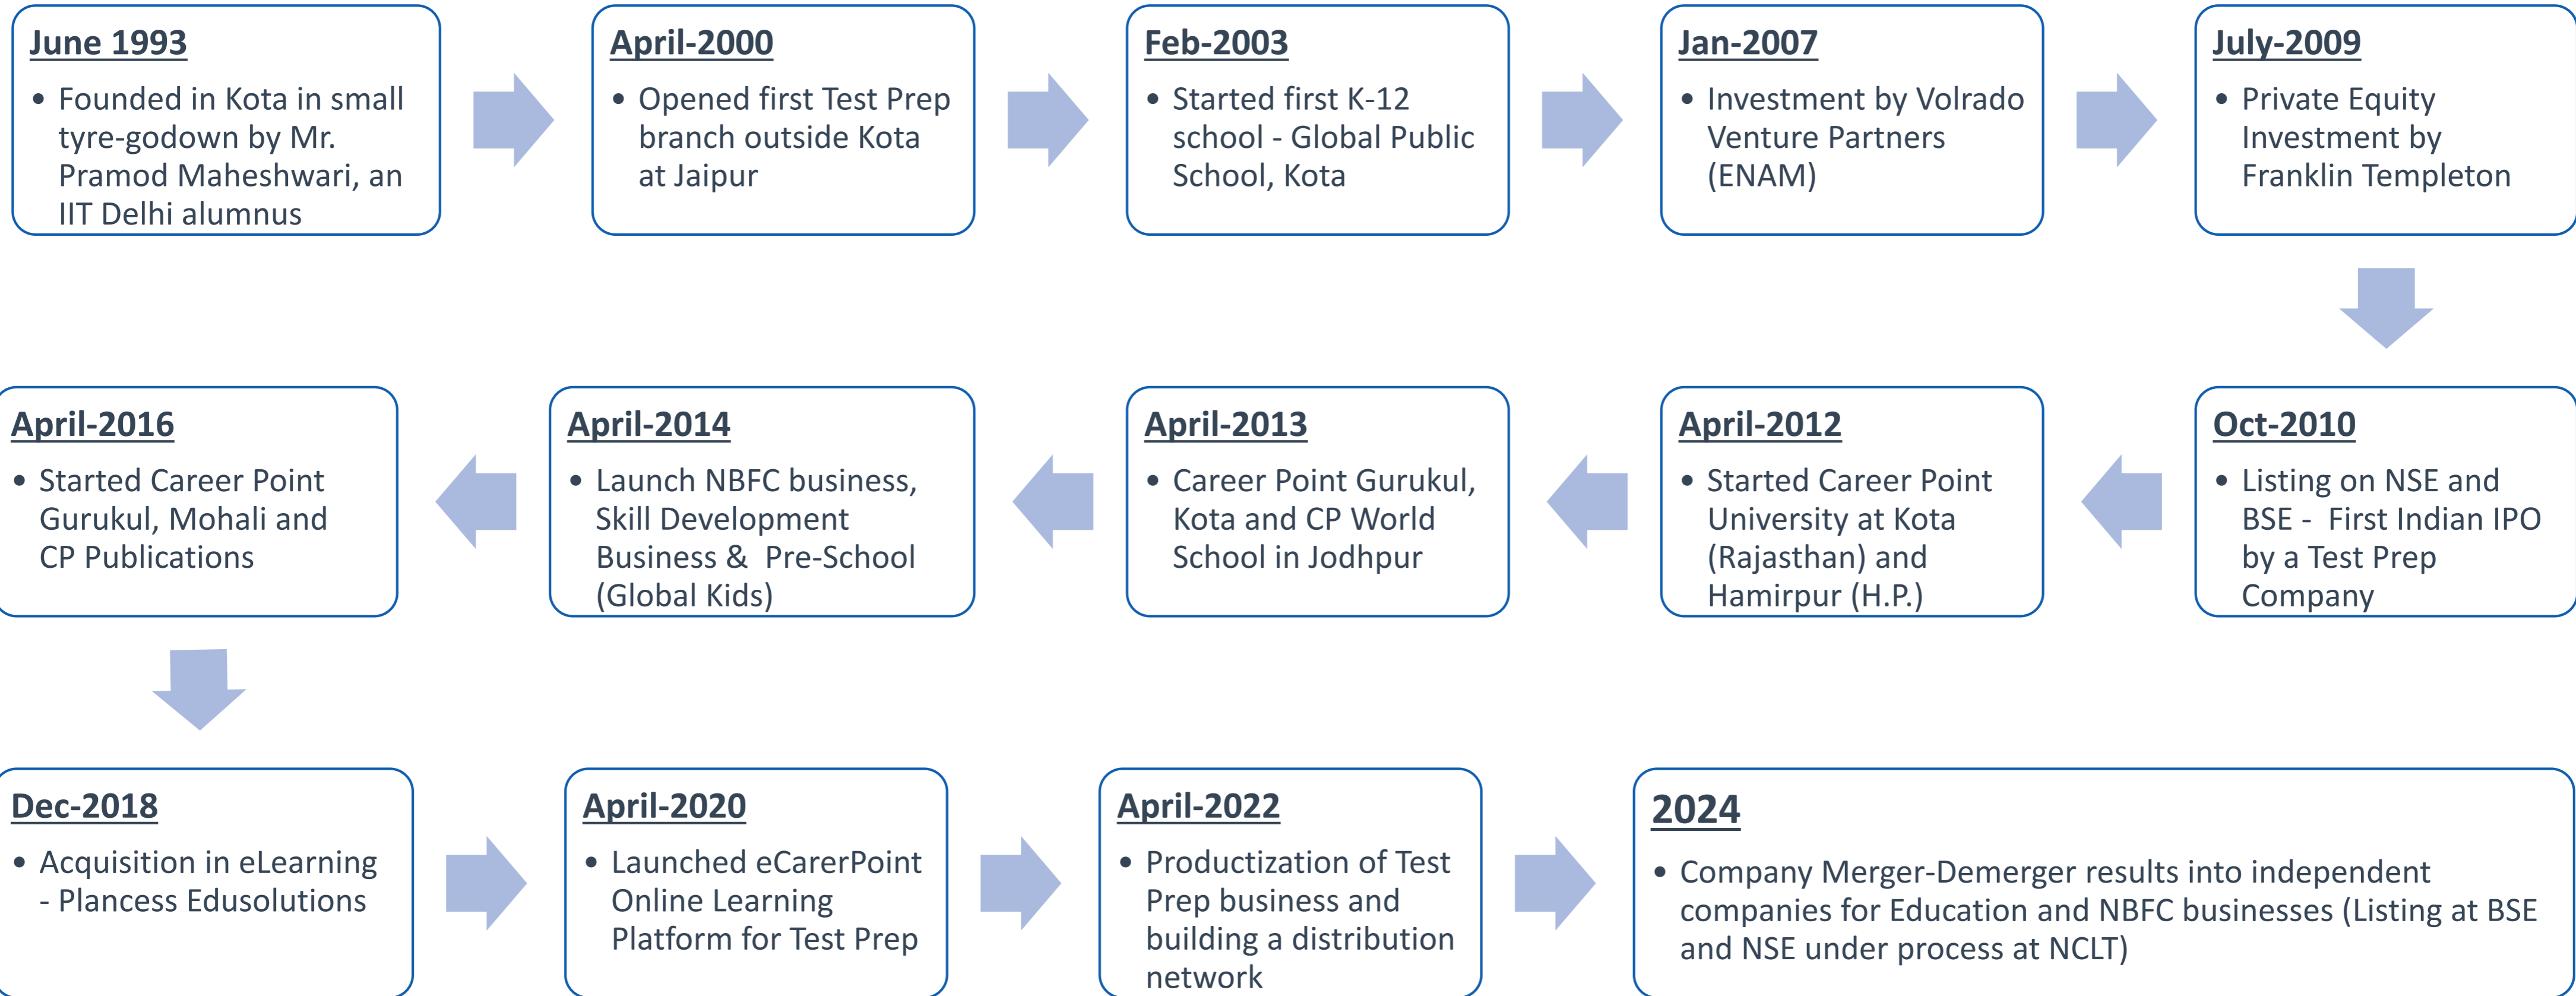 June 1993
• Founded in Kota in small
tyre-godown by Mr.
Pramod Maheshwari, an
IIT Delhi alumnus
April-2000
• Opened first Test Prep
branch outside Kota
at Jaipur
Feb-2003
• Started first K-12
school - Global Public
School, Kota
Jan-2007
• Investment by Volrado
Venture Partners
(ENAM)
July-2009
• Private Equity
Investment by
Franklin Templeton
Oct-2010
• Listing on NSE and
BSE -  First Indian IPO
by a Test Prep
Company
April-2012
• Started Career Point
University at Kota
(Rajasthan) and
Hamirpur (H.P.)
April-2013
• Career Point Gurukul,
Kota and CP World
School in Jodhpur
April-2014
• Launch NBFC business,
Skill Development
Business &  Pre-School
(Global Kids)
April-2016
• Started Career Point
Gurukul, Mohali and
CP Publications
Dec-2018
• Acquisition in eLearning
- Plancess Edusolutions
April-2020
• Launched eCarerPoint
Online Learning
Platform for Test Prep
April-2022
• Productization of Test
Prep business and
building a distribution
network
2024
• Company Merger-Demerger results into independent
companies for Education and NBFC businesses (Listing at BSE
and NSE under process at NCLT)